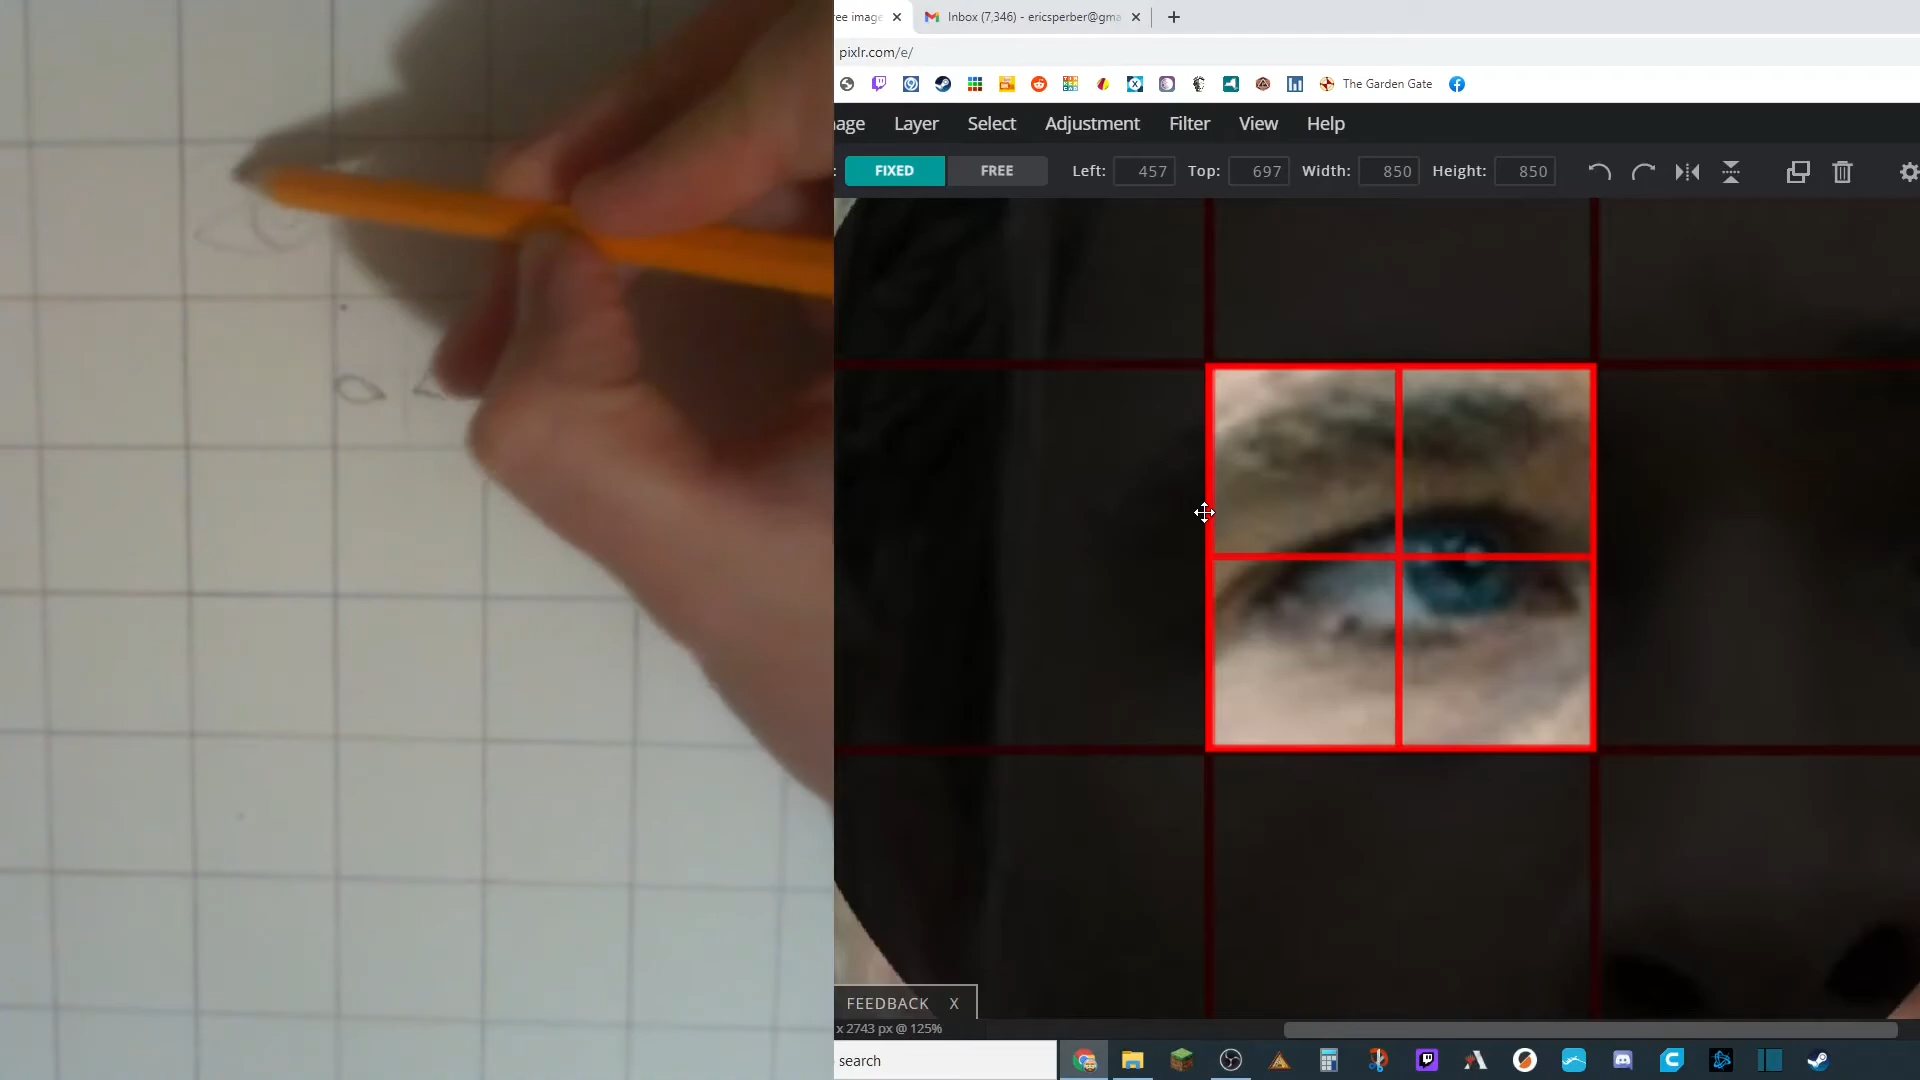 ree image
Inbox (7,346) - ericsperber@gma
pixlr.com/e/
The Garden Gate
age Layer Select Adjustment Filter View Help
: FIXED FREE Left: 457 Top: 697 Width: 850 Height: 850
FEEDBACK X
x 2743 px @ 125%
search